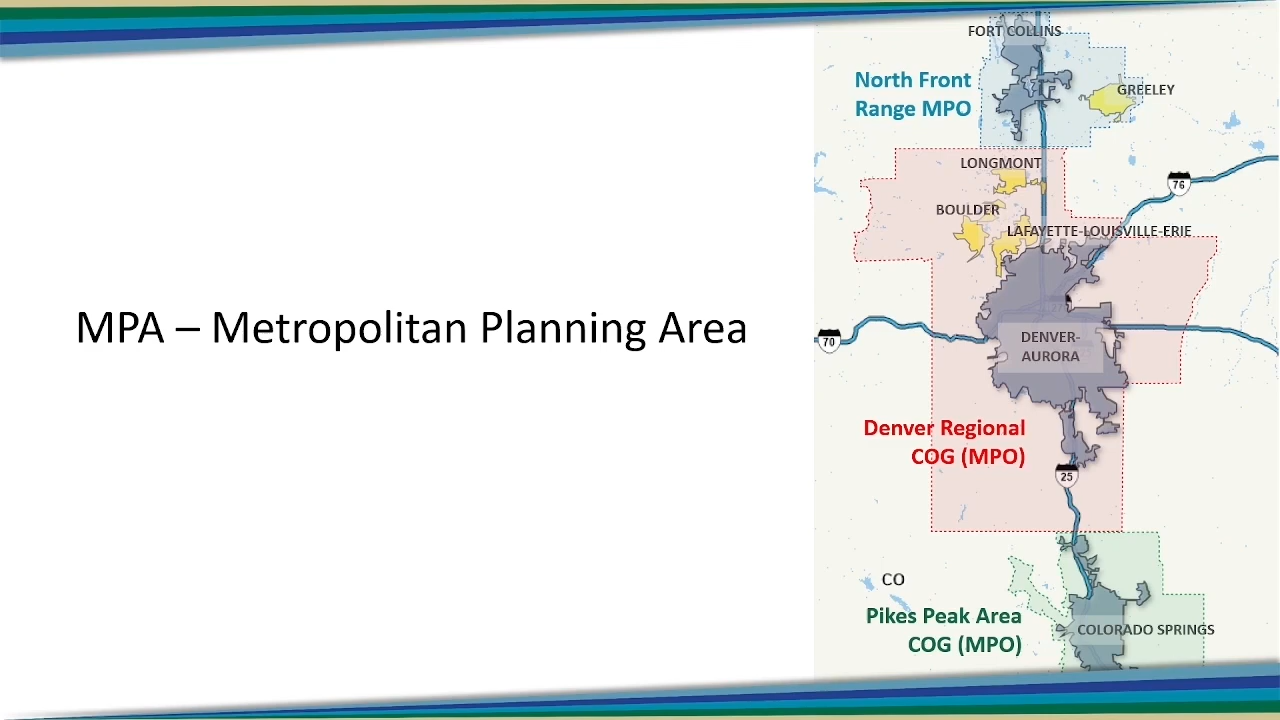 MPA – Metropolitan Planning Area
FORT COLLINS
North Front
Range MPO
GREELEY
LONGMONT
76
BOULDER
LAFAYETTE-LOUISVILLE-ERIE
70
DENVER-
AURORA
Denver Regional
COG (MPO)
25
CO
Pikes Peak Area
COG (MPO)
COLORADO SPRINGS